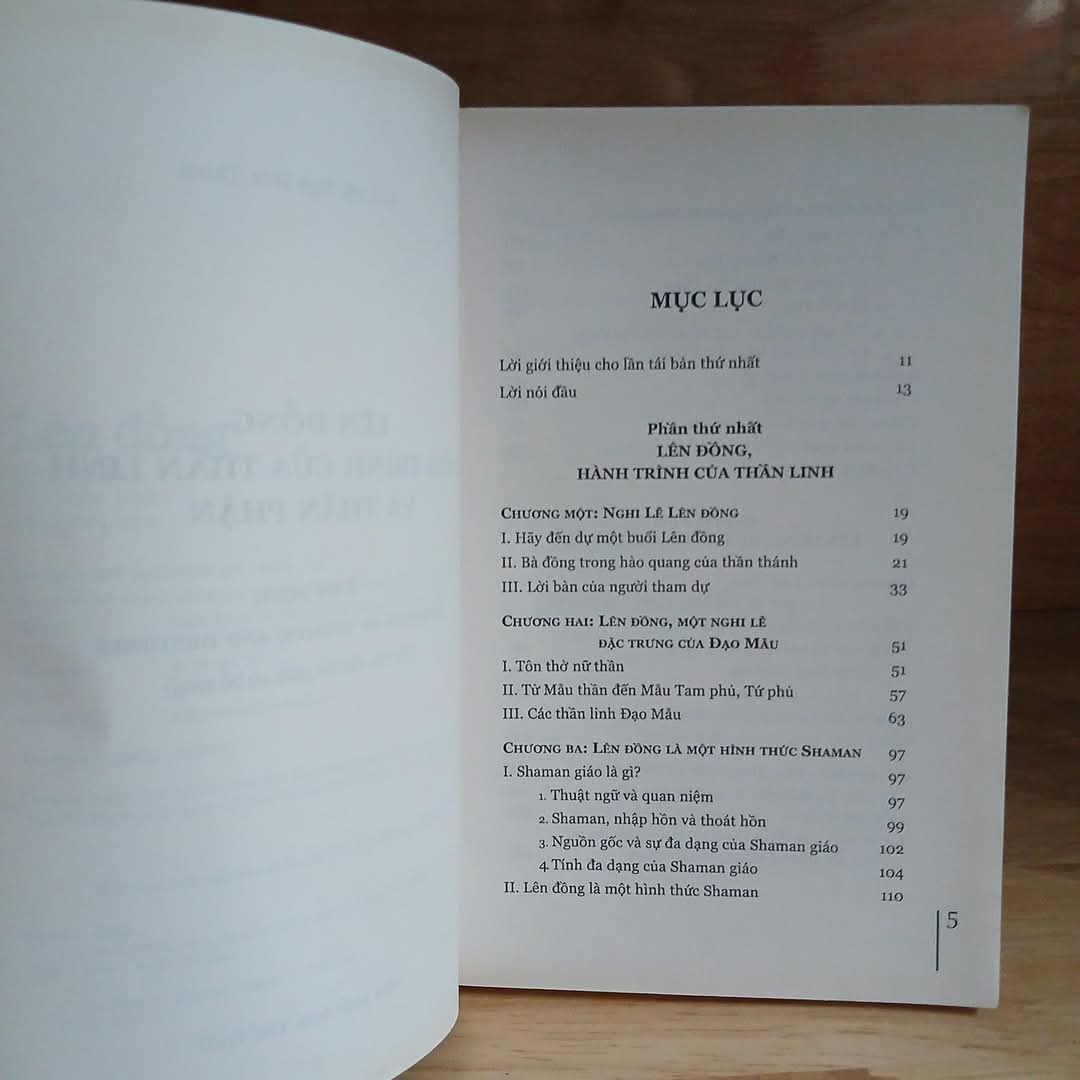 MỤC LỤC
Lời giới thiệu cho lần tái bản thứ nhất 11
Lời nói đầu 13
Phần thứ nhất
LÊN ĐỒNG,
HÀNH TRÌNH CỦA THẦN LINH
CHƯƠNG MỘT: NGHI LỄ LÊN ĐỒNG 19
I. Hãy đến dự một buổi Lên đồng 19
II. Bà đồng trong hào quang của thần thánh 21
III. Lời bàn của người tham dự 33
CHƯƠNG HAI: LÊN ĐỒNG, MỘT NGHI LỄ
ĐẶC TRƯNG CỦA ĐẠO MẪU 51
I. Tôn thờ nữ thần 51
II. Từ Mẫu thần đến Mẫu Tam phủ, Tứ phủ 57
III. Các thần linh Đạo Mẫu 63
CHƯƠNG BA: LÊN ĐỒNG LÀ MỘT HÌNH THỨC SHAMAN 97
I. Shaman giáo là gì? 97
1. Thuật ngữ và quan niệm 97
2. Shaman, nhập hồn và thoát hồn 99
3. Nguồn gốc và sự đa dạng của Shaman giáo 102
4. Tính đa dạng của Shaman giáo 104
II. Lên đồng là một hình thức Shaman 110
5